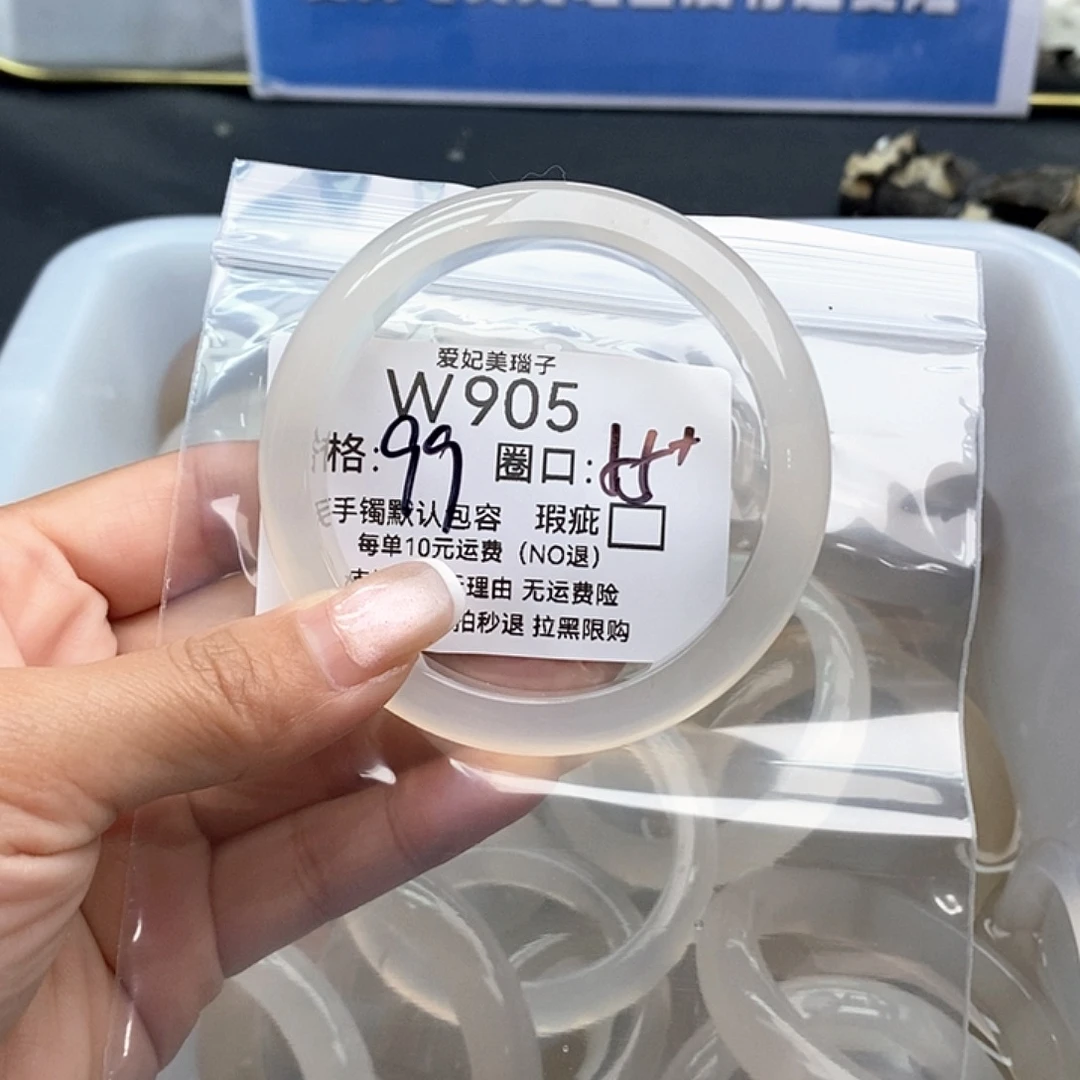 爱妃美瑙子
W905
格:99 圈口:
手镯默认包容 瑕疵
每单10元运费（NO退）
理由 无运费险
拍秒退 拉黑限购